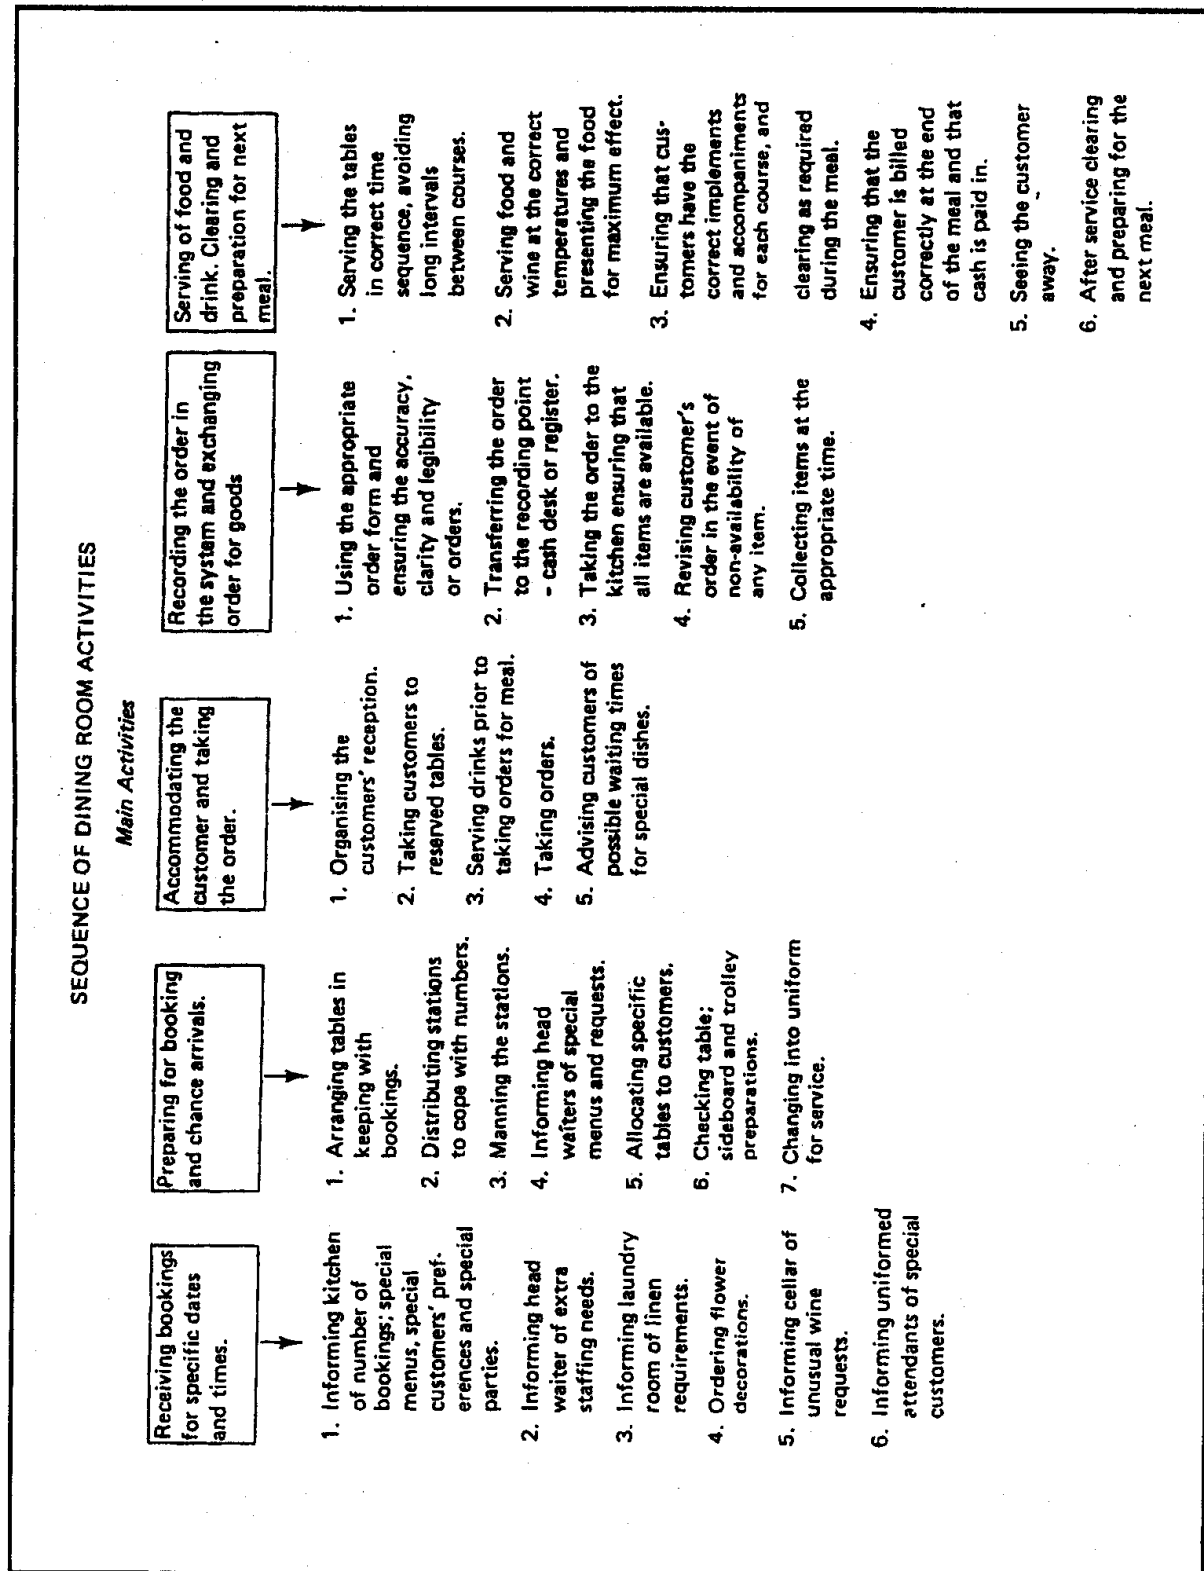 SEQUENCE OF DINING ROOM ACTIVITIES
Main Activities
Receiving bookings
for specific dates
and times.
1. Informing kitchen
of number of
bookings; special
menus, special
customers' pref-
erences and special
parties.
2. Informing head
waiter of extra
staffing needs.
3. Informing laundry
room of linen
requirements.
4. Ordering flower
decorations.
5. Informing cellar of
unusual wine
requests.
6. Informing uniformed
attendants of special
customers.
Preparing for booking
and chance arrivals.
1. Arranging tables in
keeping with
bookings.
2. Distributing stations
to cope with numbers.
3. Manning the stations.
4. Informing head
waiters of special
menus and requests.
5. Allocating specific
tables to customers.
6. Checking table;
sideboard and trolley
preparations.
7. Changing into uniform
for service.
Accommodating the
customer and taking
the order.
1. Organising the
customers' reception.
2. Taking customers to
reserved tables.
3. Serving drinks prior to
taking orders for meal.
4. Taking orders.
5. Advising customers of
possible waiting times
for special dishes.
Recording the order in
the system and exchanging
order for goods
1. Using the appropriate
order form and
ensuring the accuracy,
clarity and legibility
or orders.
2. Transferring the order
to the recording point
- cash desk or register.
3. Taking the order to the
kitchen ensuring that
all items are available.
4. Revising customer's
order in the event of
non-availability of
any item.
5. Collecting items at the
appropriate time.
Serving of food and
drink. Clearing and
preparation for next
meal.
1. Serving the tables
in correct time
sequence, avoiding
long intervals
between courses.
2. Serving food and
wine at the correct
temperatures and
presenting the food
for maximum effect.
3. Ensuring that cus-
tomers have the
correct implements
and accompaniments
for each course, and
clearing as required
during the meal.
4. Ensuring that the
customer is billed
correctly at the end
of the meal and that
cash is paid in.
5. Seeing the customer
away.
6. After service clearing
and preparing for the
next meal.